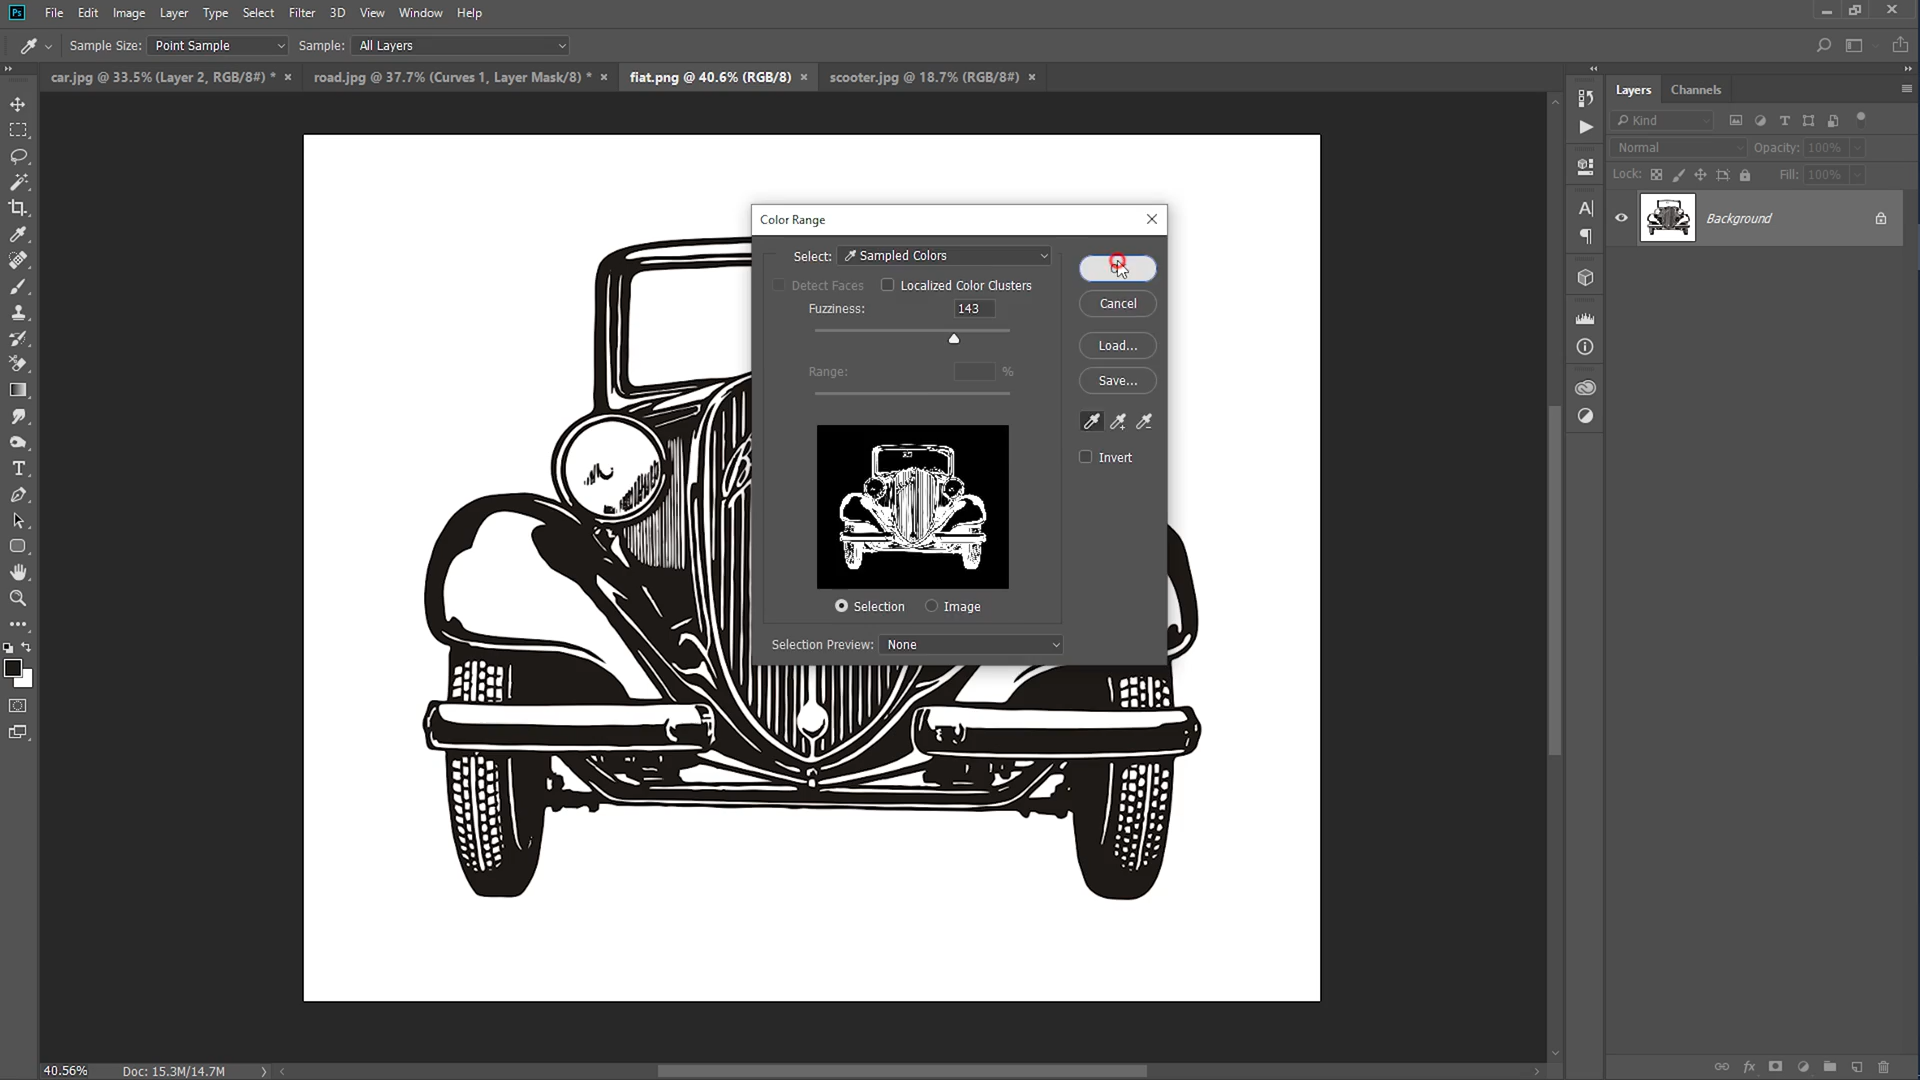 Ps File Edit Image Layer Type Select Filter 3D View Window Help
Sample Size: Point Sample Sample: All Layers
car.jpg @ 33.5% (Layer 2, RGB/8#) * × road.jpg @ 37.7% (Curves 1, Layer Mask/8) * × fiat.png @ 40.6% (RGB/8) × scooter.jpg @ 18.7% (RGB/8#) ×
Layers Channels
Kind
Normal Opacity: 100%
Lock: Fill: 100%
Background
Color Range
Select: Sampled Colors
Detect Faces Localized Color Clusters
Fuzziness: 143
Cancel
Load...
Range: %
Save...
Invert
Selection Image
Selection Preview: None
40.56% Doc: 15.3M/14.7M